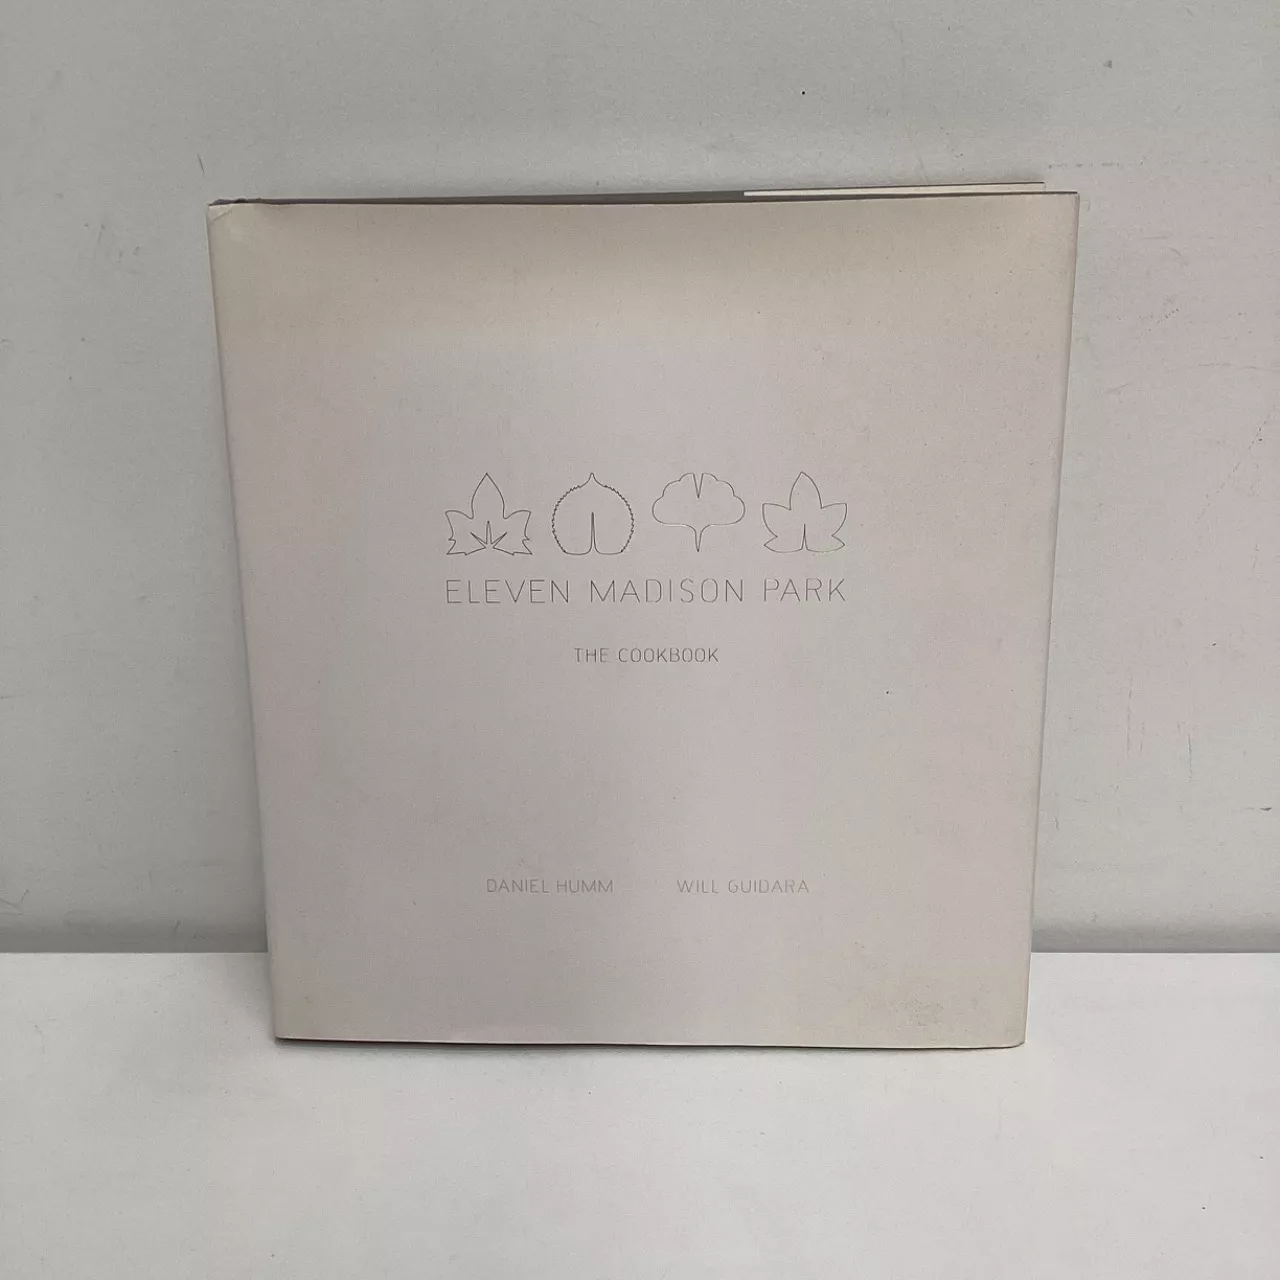 ELEVEN MADISON PARK
THE COOKBOOK
DANIEL HUMM WILL GUIDARA